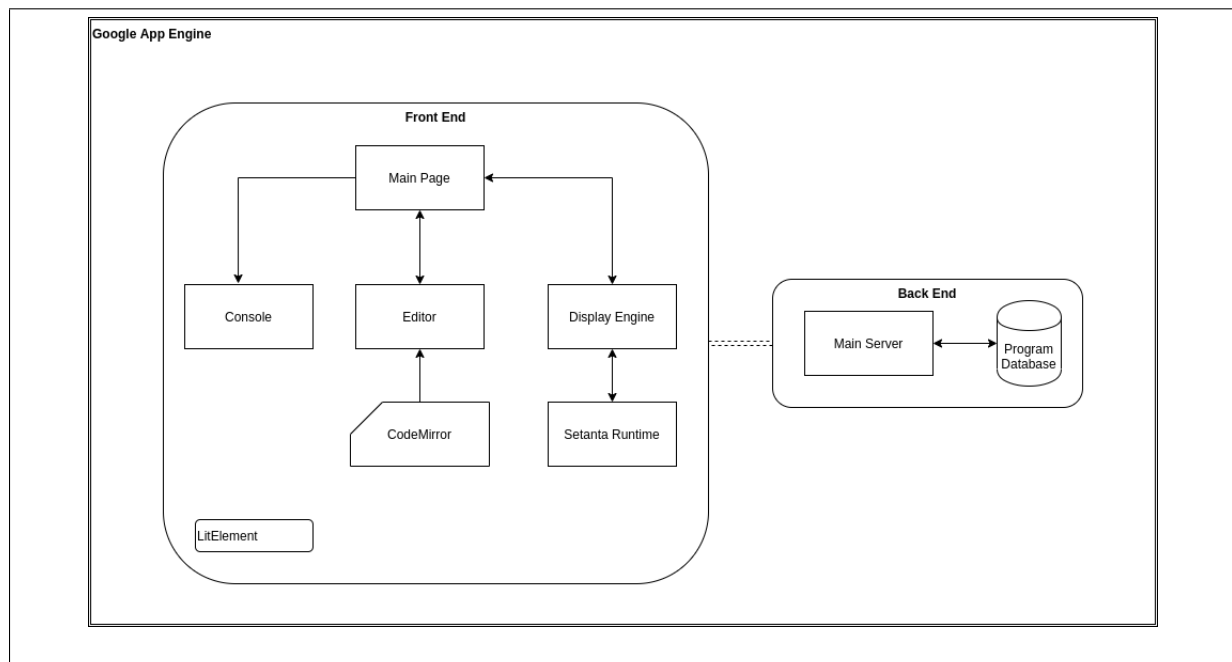 Google App Engine
Front End
Main Page
Console
Editor
Display Engine
CodeMirror
Setanta Runtime
LitElement
Back End
Main Server
Program
Database